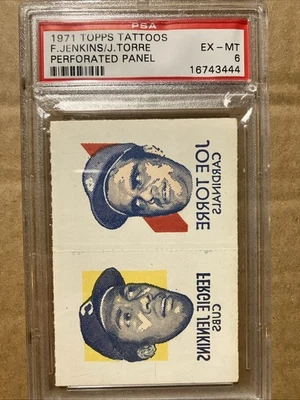 PSA
1971 TOPPS TATTOOS
F.JENKINS/J.TORRE
EX - MT
PERFORATED PANEL
6
16743444
JOE TORRE
CARDINALS
FERGIE JENKINS
CUBS
C